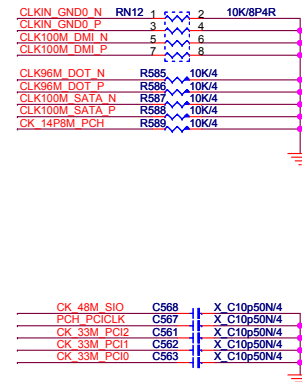 CLKIN_GND0_N RN12 1 2 10K/8P4R
CLKIN_GND0_P 3 4
CLK100M_DMI_N 5 6
CLK100M_DMI_P 7 8
CLK96M_DOT_N R585 10K/4
CLK96M_DOT_P R586 10K/4
CLK100M_SATA_N R587 10K/4
CLK100M_SATA_P R588 10K/4
CK_14P8M_PCH R589 10K/4
CK_48M_SIO C568 X_C10p50N/4
PCH_PCICLK C567 X_C10p50N/4
CK_33M_PCI2 C561 X_C10p50N/4
CK_33M_PCI1 C562 X_C10p50N/4
CK_33M_PCI0 C563 X_C10p50N/4